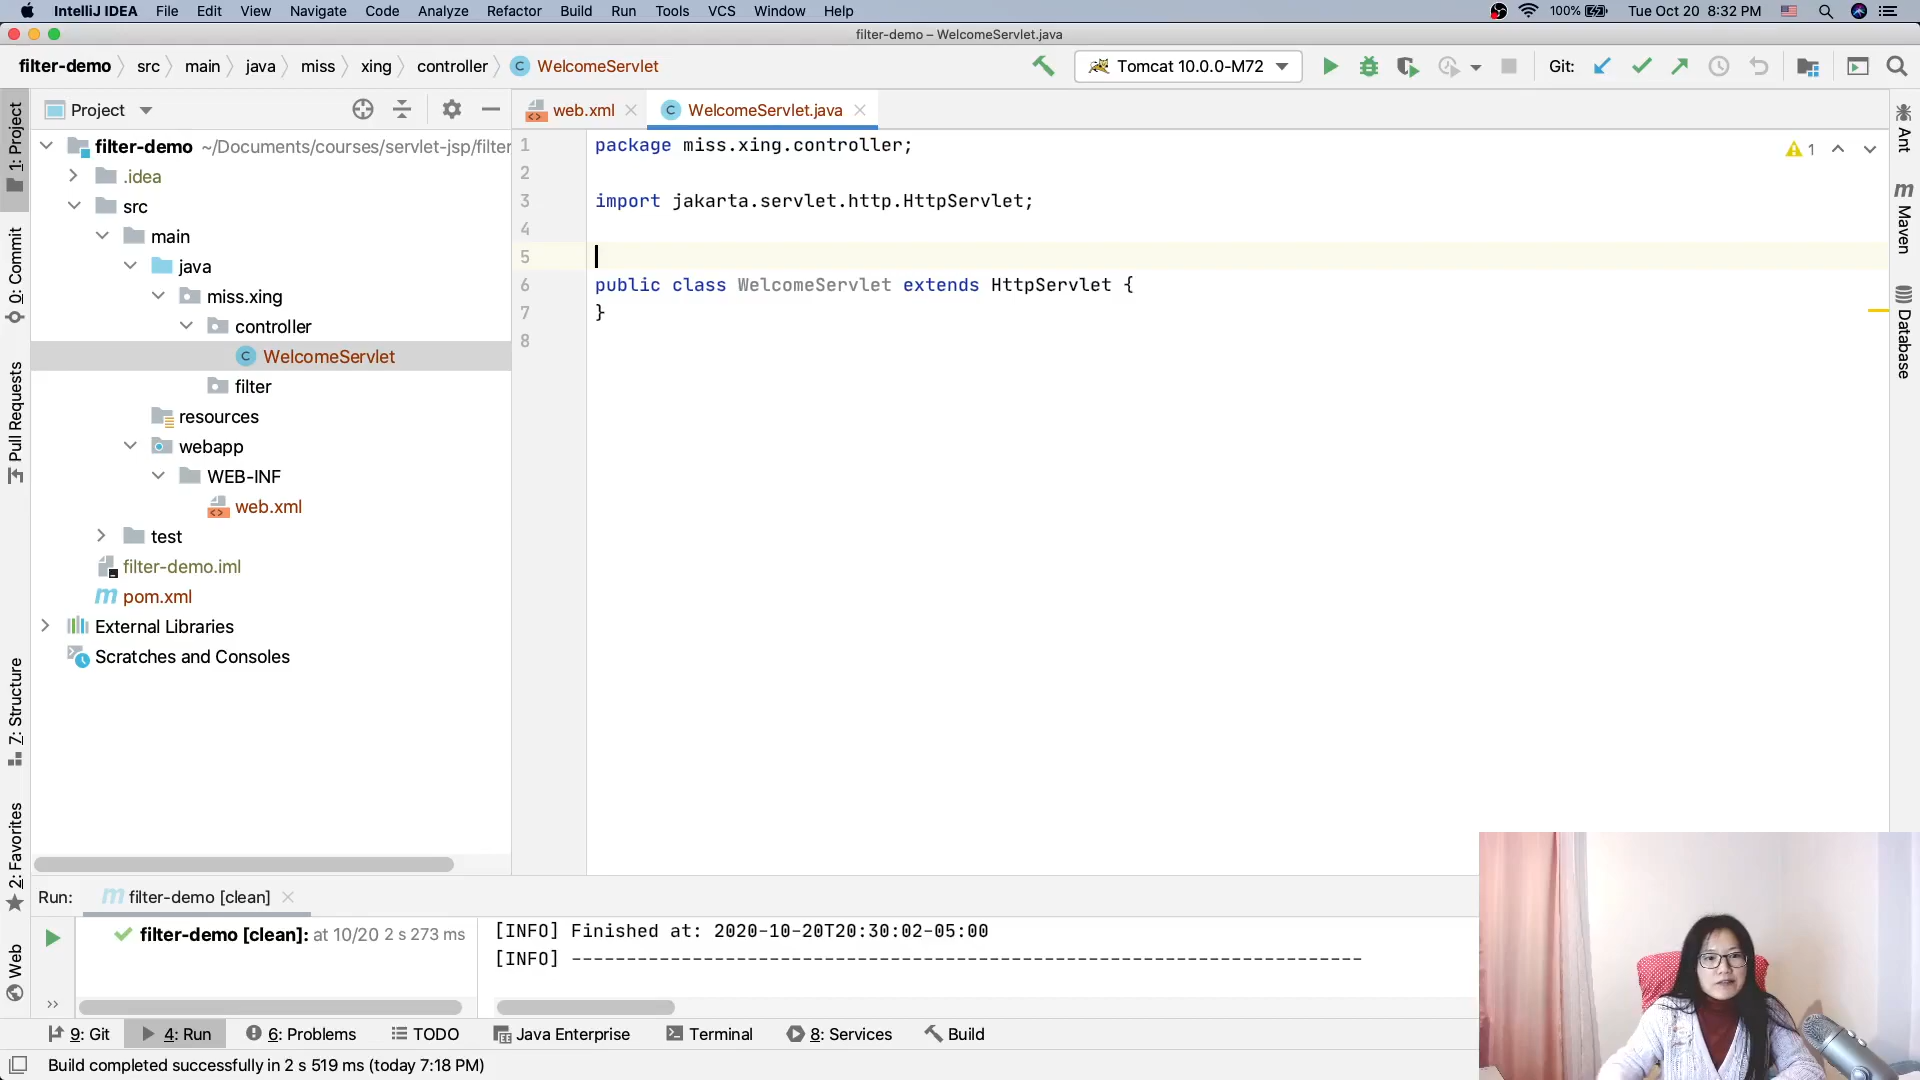 IntelliJ IDEA File Edit View Navigate Code Analyze Refactor Build Run Tools VCS Window Help 100% Tue Oct 20 8:32 PM
filter-demo – WelcomeServlet.java
filter-demo src main java miss xing controller C WelcomeServlet Tomcat 10.0.0-M72 Git:
1: Project
0: Commit
Pull Requests
7: Structure
2: Favorites
Web
Project
filter-demo ~/Documents/courses/servlet-jsp/filter
.idea
src
main
java
miss.xing
controller
C WelcomeServlet
filter
resources
webapp
WEB-INF
web.xml
test
filter-demo.iml
m pom.xml
External Libraries
Scratches and Consoles
web.xml C WelcomeServlet.java
1 package miss.xing.controller;
2
3 import jakarta.servlet.http.HttpServlet;
4
5
6 public class WelcomeServlet extends HttpServlet {
7 }
8
1
Ant
m Maven
Database
Run: m filter-demo [clean]
filter-demo [clean]: at 10/20 2 s 273 ms
[INFO] Finished at: 2020-10-20T20:30:02-05:00
[INFO] ------------------------------------------------------------------------
9: Git 4: Run 6: Problems TODO Java Enterprise Terminal 8: Services Build
Build completed successfully in 2 s 519 ms (today 7:18 PM)